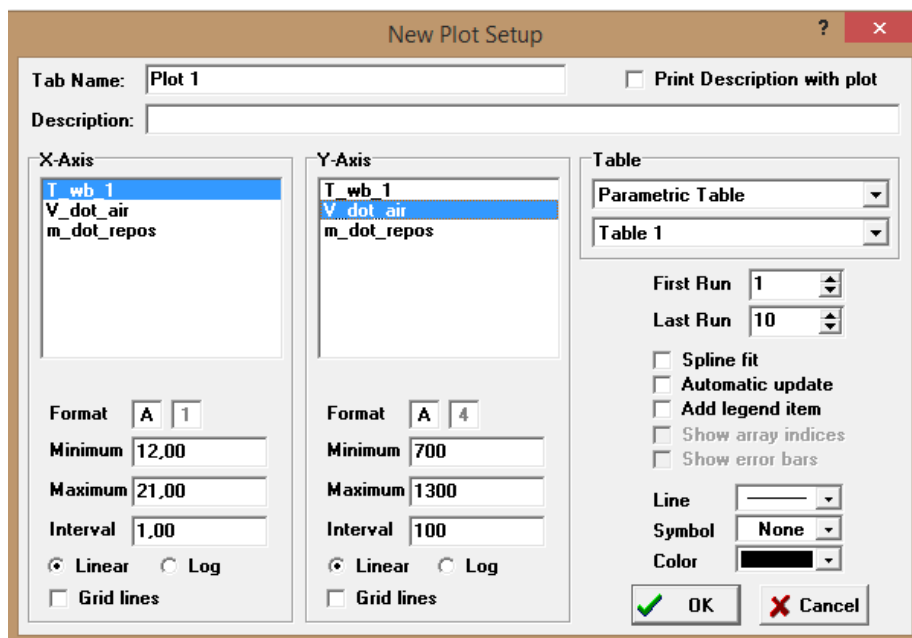 New Plot Setup
?
Tab Name: Plot 1
Print Description with plot
Description:
X-Axis
T_wb_1
V_dot_air
m_dot_repos
Format A 1
Minimum 12,00
Maximum 21,00
Interval 1,00
Linear Log
Grid lines
Y-Axis
T_wb_1
V_dot_air
m_dot_repos
Format A 4
Minimum 700
Maximum 1300
Interval 100
Linear Log
Grid lines
Table
Parametric Table
Table 1
First Run 1
Last Run 10
Spline fit
Automatic update
Add legend item
Show array indices
Show error bars
Line
Symbol None
Color
OK Cancel